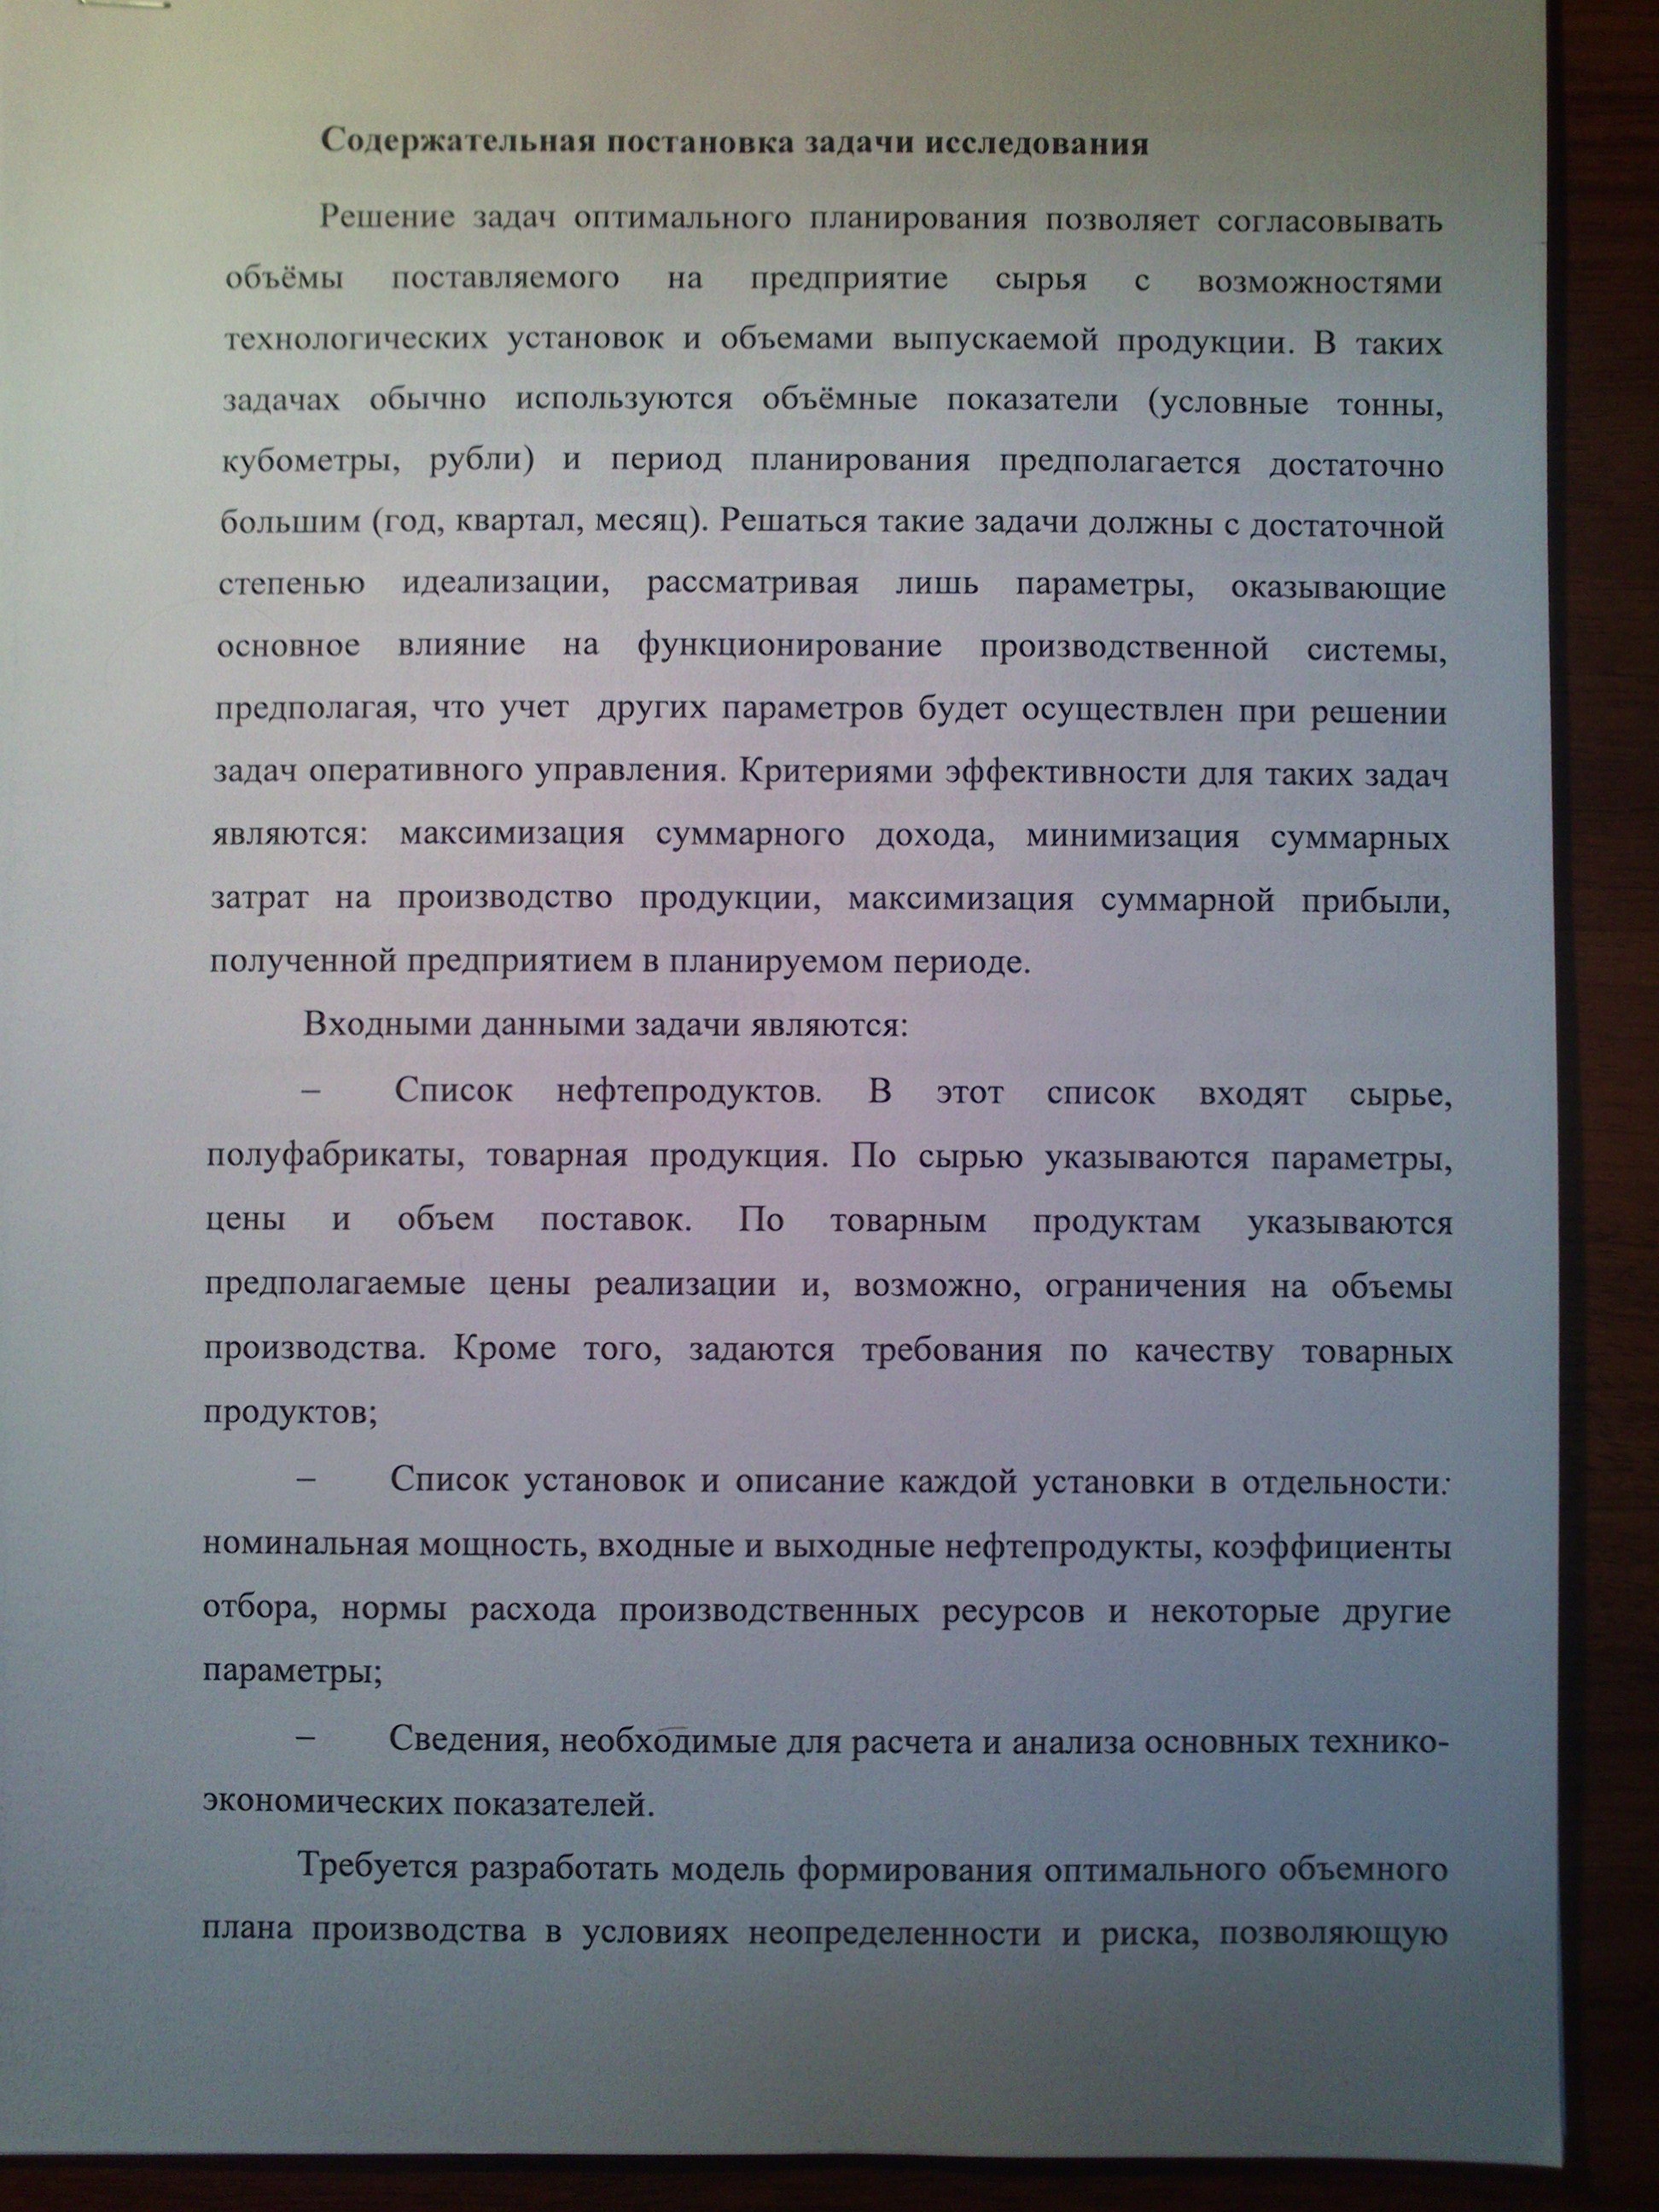 Содержательная постановка задачи исследования
Решение задач оптимального планирования позволяет согласовывать
объёмы поставляемого на предприятие сырья с возможностями
технологических установок и объемами выпускаемой продукции. В таких
задачах обычно используются объёмные показатели (условные тонны,
кубометры, рубли) и период планирования предполагается достаточно
большим (год, квартал, месяц). Решаться такие задачи должны с достаточной
степенью идеализации, рассматривая лишь параметры, оказывающие
основное влияние на функционирование производственной системы,
предполагая, что учет других параметров будет осуществлен при решении
задач оперативного управления. Критериями эффективности для таких задач
являются: максимизация суммарного дохода, минимизация суммарных
затрат на производство продукции, максимизация суммарной прибыли,
полученной предприятием в планируемом периоде.
Входными данными задачи являются:
– Список нефтепродуктов. В этот список входят сырье,
полуфабрикаты, товарная продукция. По сырью указываются параметры,
цены и объем поставок. По товарным продуктам указываются
предполагаемые цены реализации и, возможно, ограничения на объемы
производства. Кроме того, задаются требования по качеству товарных
продуктов;
– Список установок и описание каждой установки в отдельности:
номинальная мощность, входные и выходные нефтепродукты, коэффициенты
отбора, нормы расхода производственных ресурсов и некоторые другие
параметры;
– Сведения, необходимые для расчета и анализа основных технико-
экономических показателей.
Требуется разработать модель формирования оптимального объемного
плана производства в условиях неопределенности и риска, позволяющую